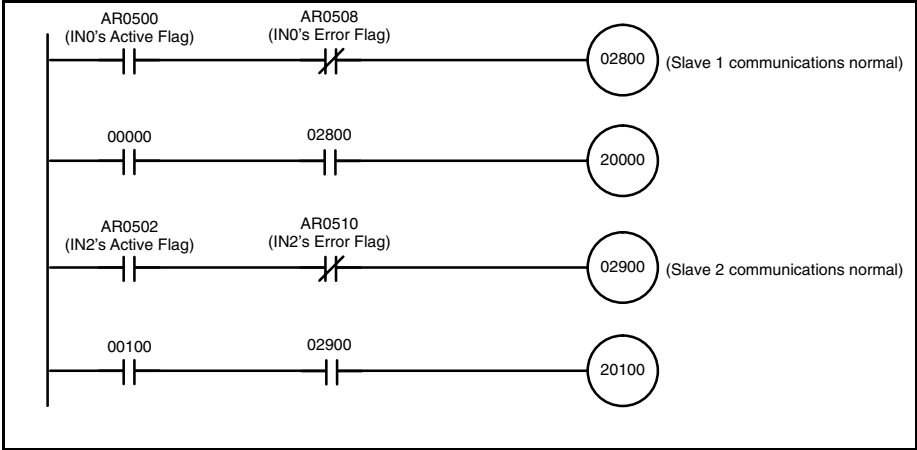 AR0500
(IN0's Active Flag)
AR0508
(IN0's Error Flag)
02800
(Slave 1 communications normal)
00000
02800
20000
AR0502
(IN2's Active Flag)
AR0510
(IN2's Error Flag)
02900
(Slave 2 communications normal)
00100
02900
20100